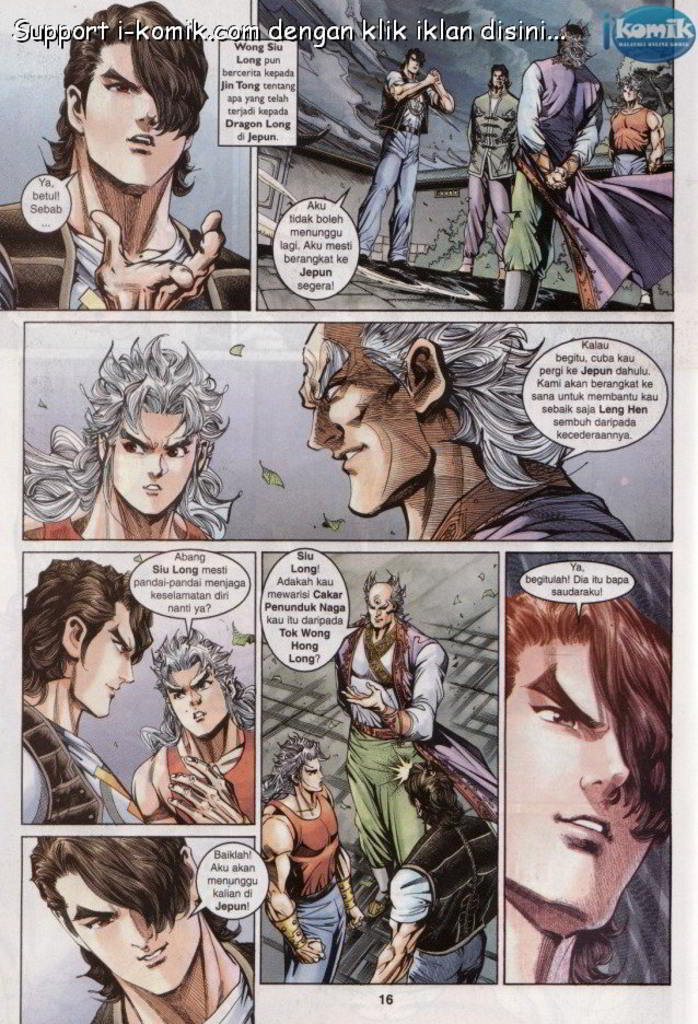 Support i-komik.com dengan klik iklan disini...
ikomik
MALAYSIA ONLINE KOMIK
Wong Siu
Long pun
bercerita kepada
Jin Tong tentang
apa yang telah
terjadi kepada
Dragon Long
di Jepun.
Ya,
betul!
Sebab
...
Aku
tidak boleh
menunggu
lagi. Aku mesti
berangkat ke
Jepun
segera!
Kalau
begitu, cuba kau
pergi ke Jepun dahulu.
Kami akan berangkat ke
sana untuk membantu kau
sebaik saja Leng Hen
sembuh daripada
kecederaannya.
Abang
Siu Long mesti
pandai-pandai menjaga
keselamatan diri
nanti ya?
Baiklah!
Aku akan
menunggu
kalian di
Jepun!
Siu
Long!
Adakah kau
mewarisi Cakar
Penunduk Naga
kau itu daripada
Tok Wong
Hong
Long?
Ya,
begitulah! Dia itu bapa
saudaraku!
16